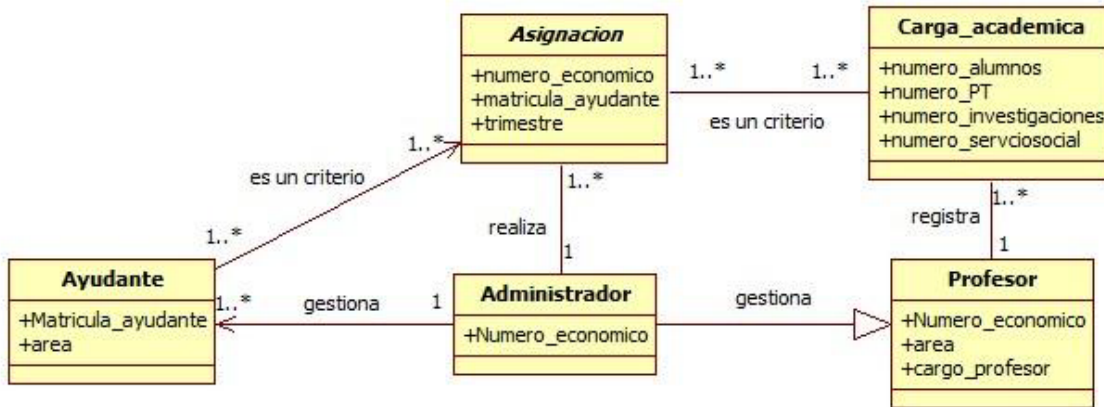 Asignacion
+numero_economico
+matricula_ayudante
+trimestre
Carga_academica
+numero_alumnos
+numero_PT
+numero_investigaciones
+numero_servciosocial
1..*
1..*
es un criterio
1..*
es un criterio
1..*
1..*
realiza
1
1..*
registra
1
Ayudante
+Matricula_ayudante
+area
1..*
gestiona
1
Administrador
+Numero_economico
gestiona
Profesor
+Numero_economico
+area
+cargo_profesor